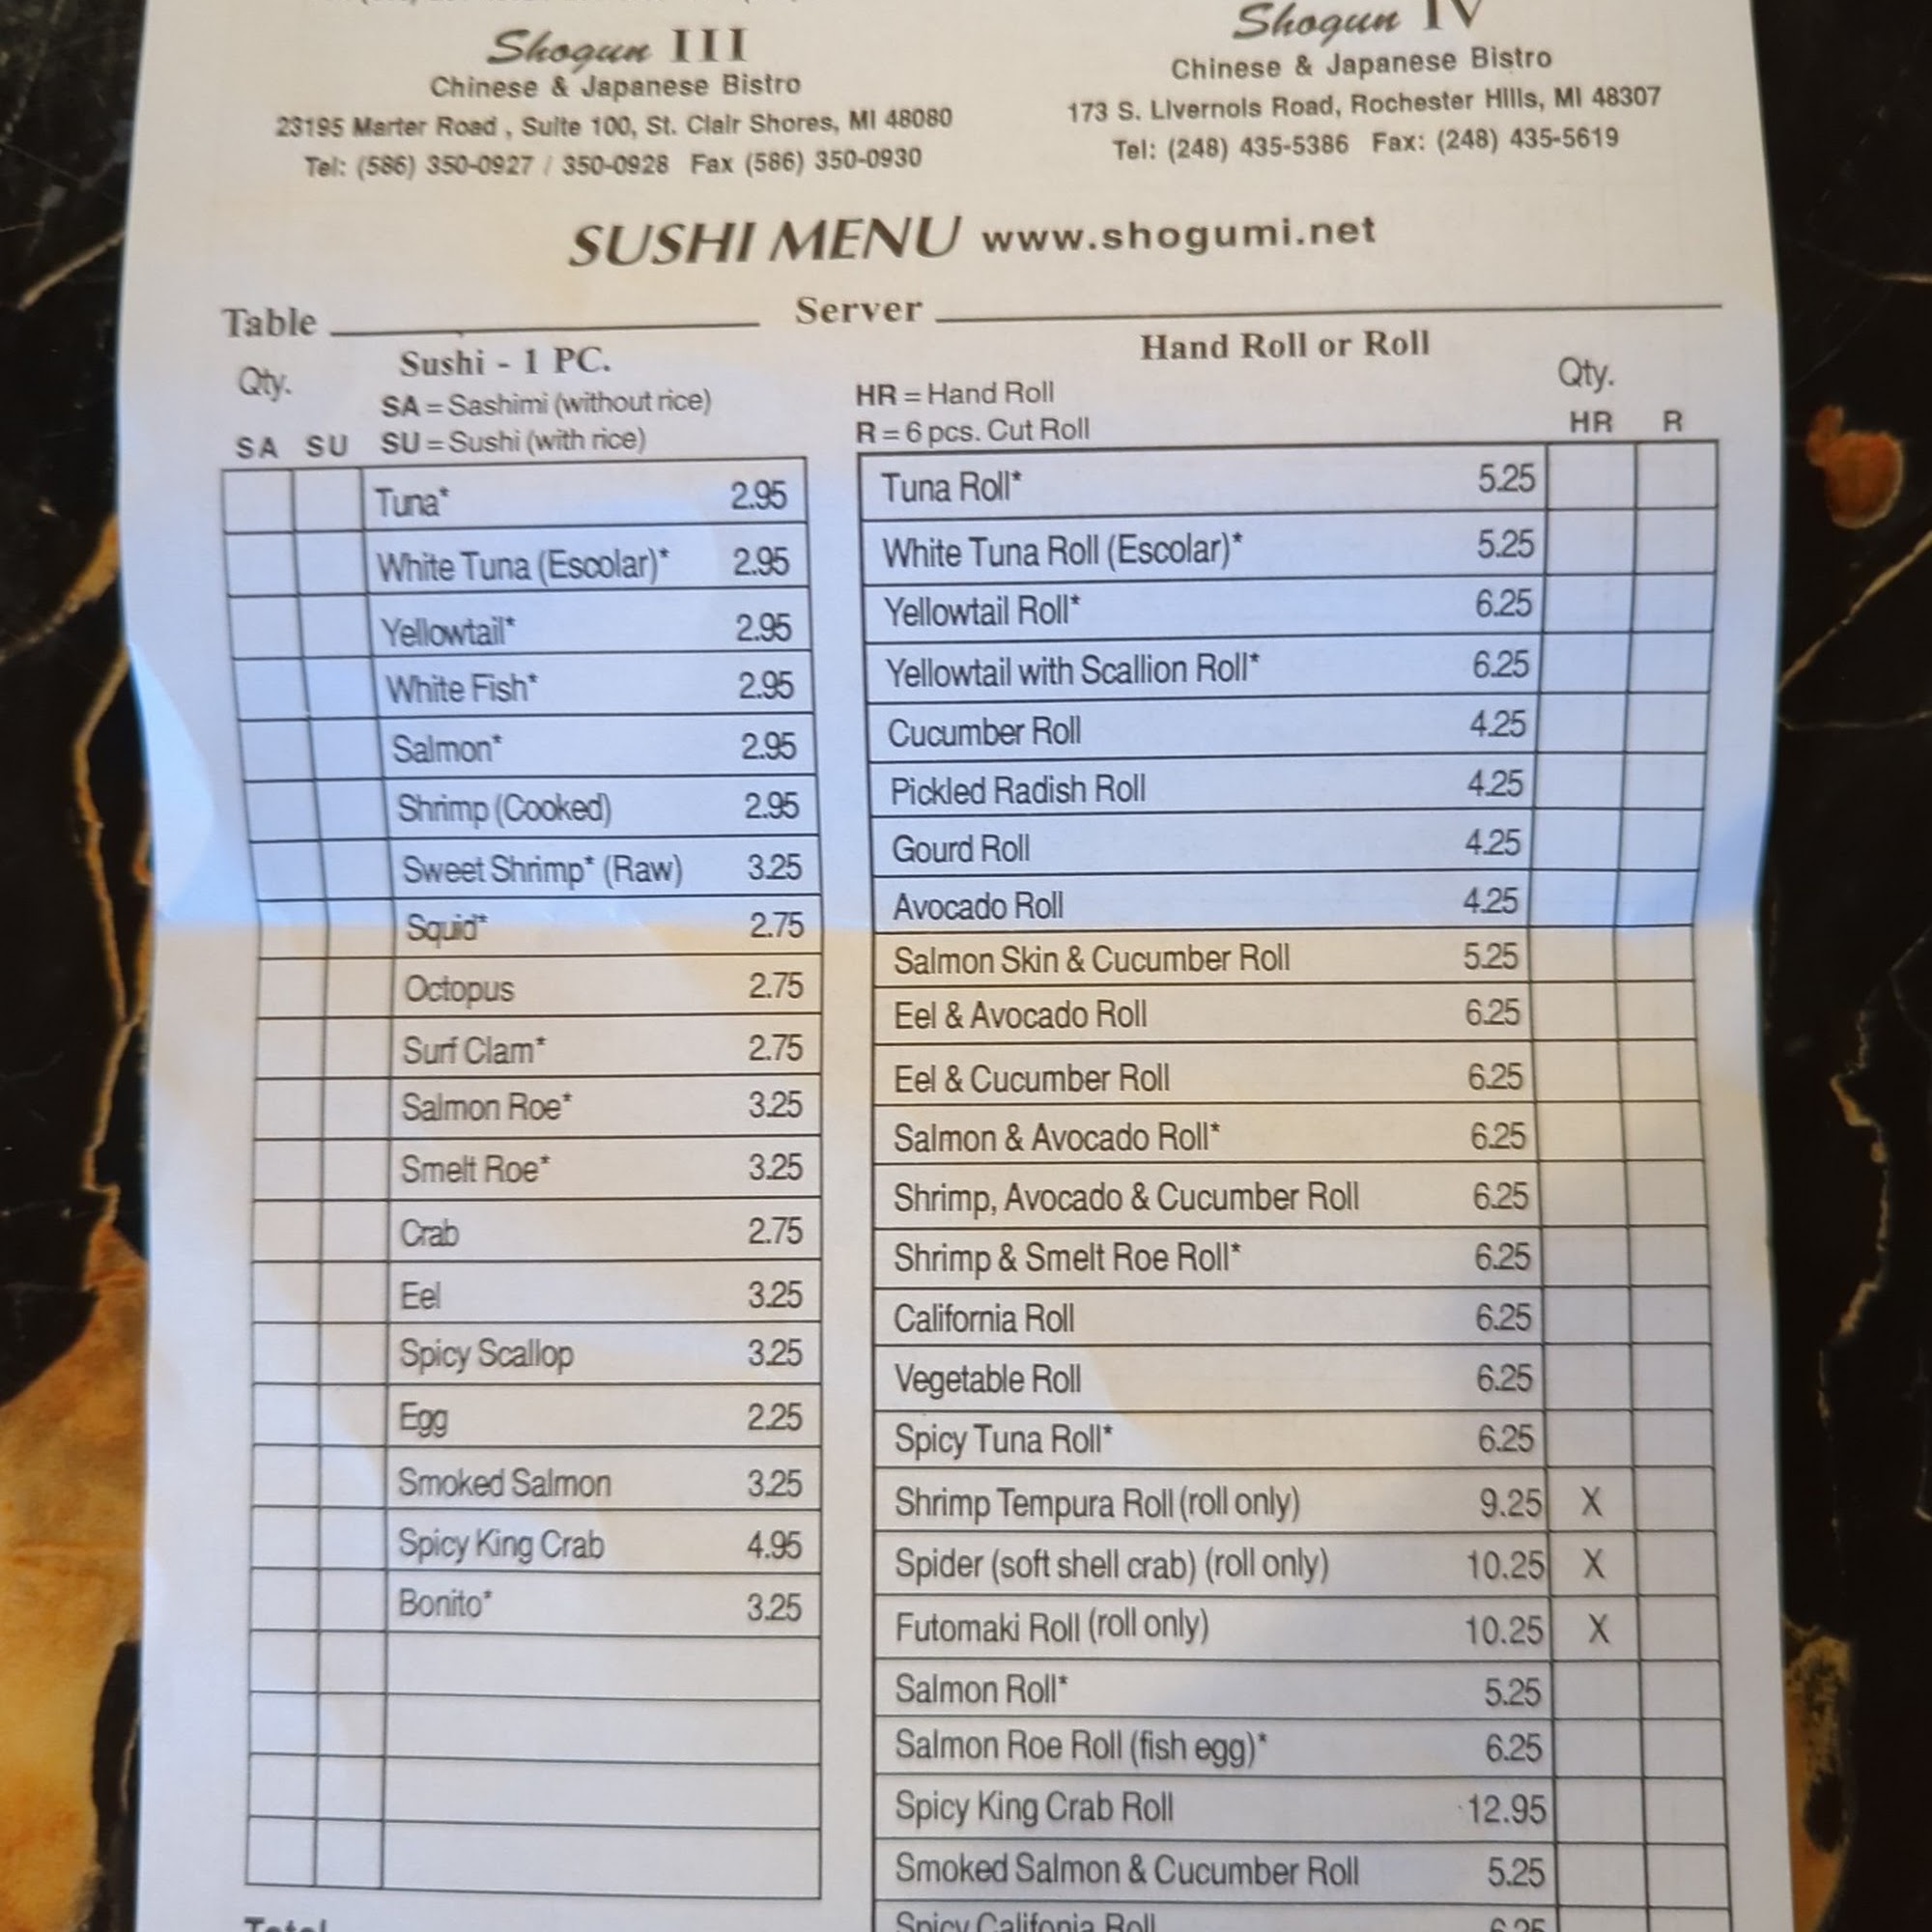 Shogun III
Chinese & Japanese Bistro
23195 Marter Road , Suite 100, St. Clair Shores, MI 48080
Tel: (586) 350-0927 / 350-0928 Fax (586) 350-0930
Shogun IV
Chinese & Japanese Bistro
173 S. Livernois Road, Rochester Hills, MI 48307
Tel: (248) 435-5386 Fax: (248) 435-5619
SUSHI MENU www.shogumi.net
Table Server
Sushi - 1 PC.
Qty.
SA = Sashimi (without rice)
SA SU SU = Sushi (with rice)
Tuna* 2.95
White Tuna (Escolar)* 2.95
Yellowtail* 2.95
White Fish* 2.95
Salmon* 2.95
Shrimp (Cooked) 2.95
Sweet Shrimp* (Raw) 3.25
Squid* 2.75
Octopus 2.75
Surf Clam* 2.75
Salmon Roe* 3.25
Smelt Roe* 3.25
Crab 2.75
Eel 3.25
Spicy Scallop 3.25
Egg 2.25
Smoked Salmon 3.25
Spicy King Crab 4.95
Bonito* 3.25
Total
Hand Roll or Roll
Qty.
HR = Hand Roll
R = 6 pcs. Cut Roll HR R
Tuna Roll* 5.25
White Tuna Roll (Escolar)* 5.25
Yellowtail Roll* 6.25
Yellowtail with Scallion Roll* 6.25
Cucumber Roll 4.25
Pickled Radish Roll 4.25
Gourd Roll 4.25
Avocado Roll 4.25
Salmon Skin & Cucumber Roll 5.25
Eel & Avocado Roll 6.25
Eel & Cucumber Roll 6.25
Salmon & Avocado Roll* 6.25
Shrimp, Avocado & Cucumber Roll 6.25
Shrimp & Smelt Roe Roll* 6.25
California Roll 6.25
Vegetable Roll 6.25
Spicy Tuna Roll* 6.25
Shrimp Tempura Roll (roll only) 9.25 X
Spider (soft shell crab) (roll only) 10.25 X
Futomaki Roll (roll only) 10.25 X
Salmon Roll* 5.25
Salmon Roe Roll (fish egg)* 6.25
Spicy King Crab Roll 12.95
Smoked Salmon & Cucumber Roll 5.25
Spicy Califonia Roll 6.25